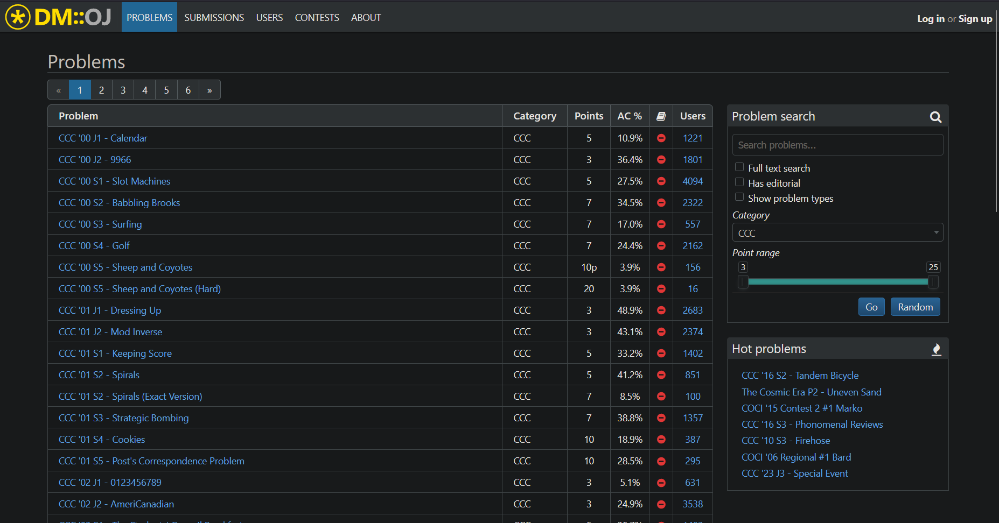 DM::OJ PROBLEMS SUBMISSIONS USERS CONTESTS ABOUT Log in or Sign up
Problems
« 1 2 3 4 5 6 »
Problem Category Points AC % Users
CCC '00 J1 - Calendar CCC 5 10.9% 1221
CCC '00 J2 - 9966 CCC 3 36.4% 1801
CCC '00 S1 - Slot Machines CCC 5 27.5% 4094
CCC '00 S2 - Babbling Brooks CCC 7 34.5% 2322
CCC '00 S3 - Surfing CCC 7 17.0% 557
CCC '00 S4 - Golf CCC 7 24.4% 2162
CCC '00 S5 - Sheep and Coyotes CCC 10p 3.9% 156
CCC '00 S5 - Sheep and Coyotes (Hard) CCC 20 3.9% 16
CCC '01 J1 - Dressing Up CCC 3 48.9% 2683
CCC '01 J2 - Mod Inverse CCC 3 43.1% 2374
CCC '01 S1 - Keeping Score CCC 5 33.2% 1402
CCC '01 S2 - Spirals CCC 5 41.2% 851
CCC '01 S2 - Spirals (Exact Version) CCC 7 8.5% 100
CCC '01 S3 - Strategic Bombing CCC 7 38.8% 1357
CCC '01 S4 - Cookies CCC 10 18.9% 387
CCC '01 S5 - Post's Correspondence Problem CCC 10 28.5% 295
CCC '02 J1 - 0123456789 CCC 3 5.1% 631
CCC '02 J2 - AmeriCanadian CCC 3 24.9% 3538
Problem search
Search problems...
Full text search
Has editorial
Show problem types
Category
CCC
Point range
3 25
Go Random
Hot problems
CCC '16 S2 - Tandem Bicycle
The Cosmic Era P2 - Uneven Sand
COCI '15 Contest 2 #1 Marko
CCC '16 S3 - Phonomenal Reviews
CCC '10 S3 - Firehose
COCI '06 Regional #1 Bard
CCC '23 J3 - Special Event